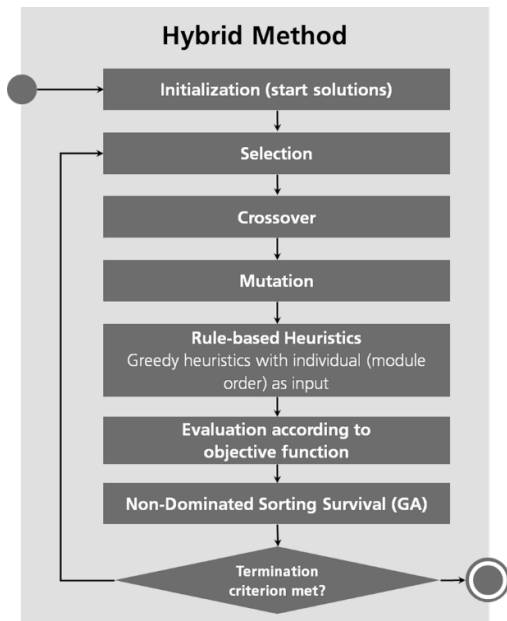 Hybrid Method
Initialization (start solutions)
Selection
Crossover
Mutation
Rule-based Heuristics
Greedy heuristics with individual (module
order) as input
Evaluation according to
objective function
Non-Dominated Sorting Survival (GA)
Termination
criterion met?